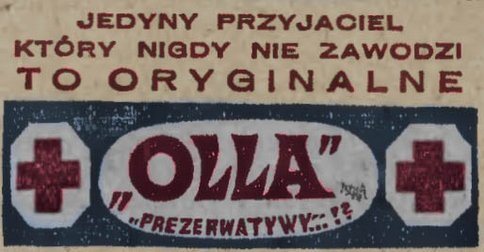 JEDYNY PRZYJACIEL
KTÓRY NIGDY NIE ZAWODZI
TO ORYGINALNE
„OLLA”
„PREZERWATYWY...!?